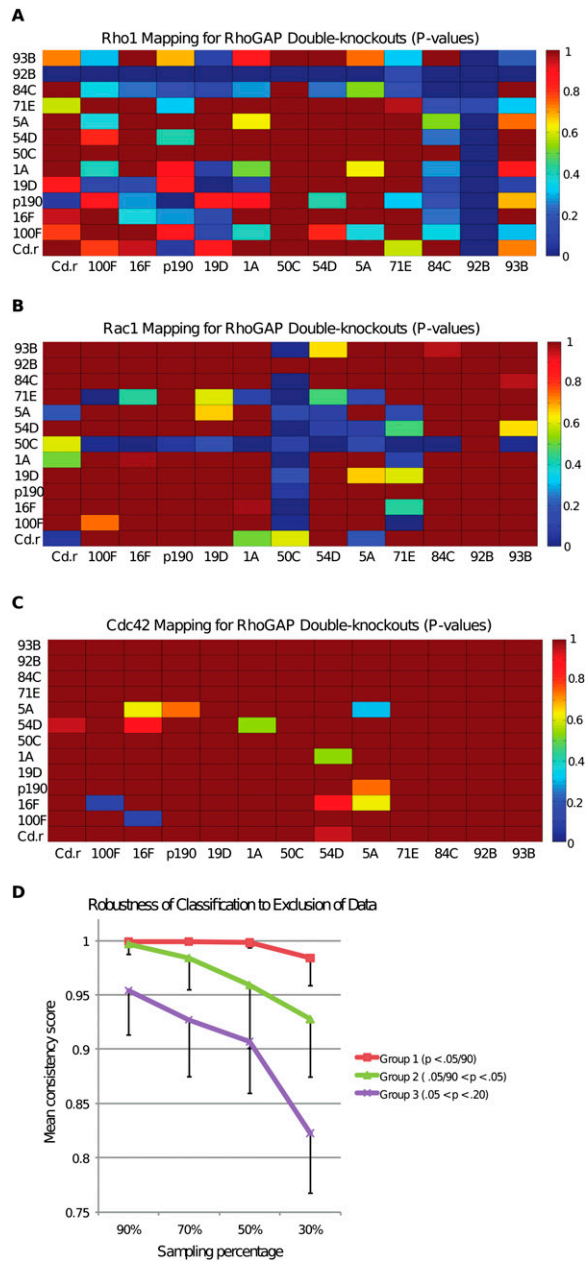 A
Rho1 Mapping for RhoGAP Double-knockouts (P-values)
93B
92B
84C
71E
5A
54D
50C
1A
19D
p190
16F
100F
Cd.r
Cd.r 100F 16F p190 19D 1A 50C 54D 5A 71E 84C 92B 93B
1
0.8
0.6
0.4
0.2
0
B
Rac1 Mapping for RhoGAP Double-knockouts (P-values)
93B
92B
84C
71E
5A
54D
50C
1A
19D
p190
16F
100F
Cd.r
Cd.r 100F 16F p190 19D 1A 50C 54D 5A 71E 84C 92B 93B
1
0.8
0.6
0.4
0.2
0
C
Cdc42 Mapping for RhoGAP Double-knockouts (P-values)
93B
92B
84C
71E
5A
54D
50C
1A
19D
p190
16F
100F
Cd.r
Cd.r 100F 16F p190 19D 1A 50C 54D 5A 71E 84C 92B 93B
1
0.8
0.6
0.4
0.2
0
D
Robustness of Classification to Exclusion of Data
Mean consistency score
1
0.95
0.9
0.85
0.8
0.75
90% 70% 50% 30%
Sampling percentage
Group 1 (p <.05/90)
Group 2 ( .05/90 <p <.05)
Group 3 (.05 <p <.20)